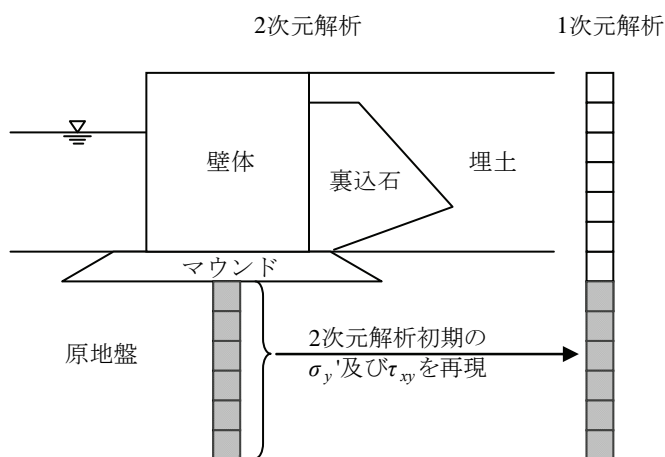 2次元解析
1次元解析
壁体
裏込石
埋土
マウンド
原地盤
2次元解析初期の
σy'及びτxyを再現